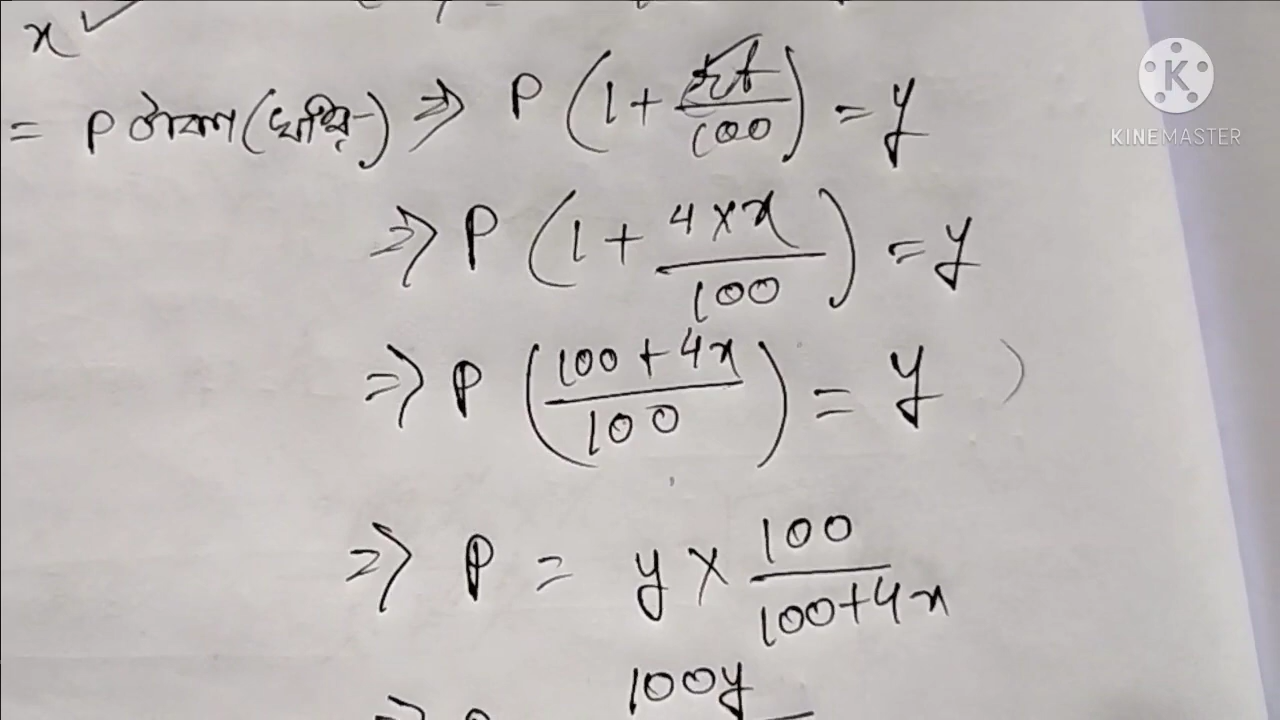 x
= P টাকা (ধরি) ⇒ P (1 + rt/100) = y
K
KINEMASTER
⇒ P (1 + 4×x/100) = y
⇒ P (100 + 4x/100) = y
⇒ P = y × 100/100+4x
100y